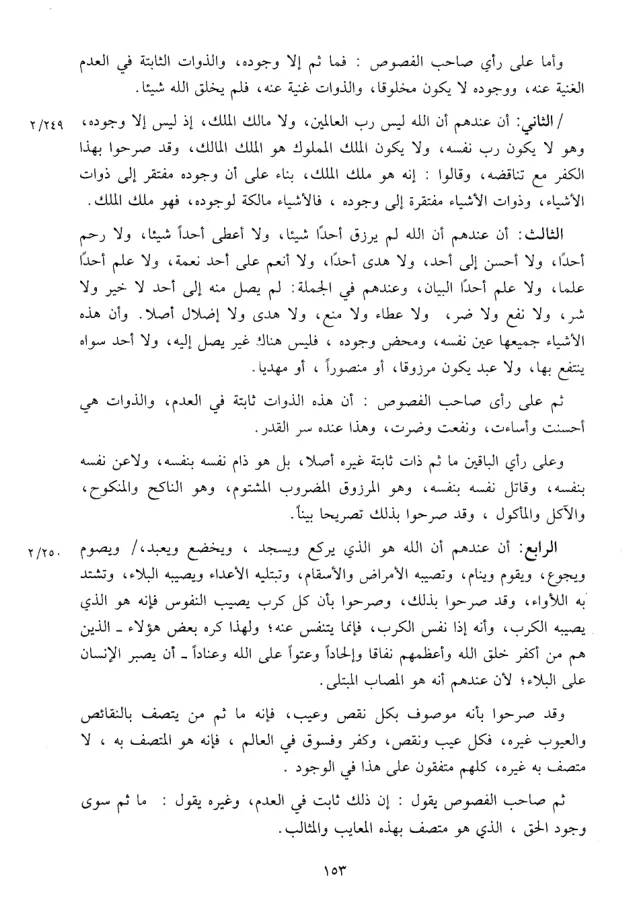 وأما على رأي صاحب الفصوص : فما ثم إلا وجوده، والذوات الثابتة في العدم
الغنية عنه، ووجوده لا يكون مخلوقا، والذوات غنية عنه، فلم يخلق الله شيئا.
٢/٢٤٩ /الثاني: أن عندهم أن الله ليس رب العالمين، ولا مالك الملك، إذ ليس إلا وجوده،
وهو لا يكون رب نفسه، ولا يكون الملك المملوك هو الملك المالك، وقد صرحوا بهذا
الكفر مع تناقضه، وقالوا : إنه هو ملك الملك، بناء على أن وجوده مفتقر إلى ذوات
الأشياء، وذوات الأشياء مفتقرة إلى وجوده ، فالأشياء مالكة لوجوده، فهو ملك الملك.
الثالث: أن عندهم أن الله لم يرزق أحدًا شيئا، ولا أعطى أحداً شيئا، ولا رحم
أحدًا، ولا أحسن إلى أحد، ولا هدى أحدًا، ولا أنعم على أحد نعمة، ولا علم أحدًا
علما، ولا علم أحدًا البيان، وعندهم في الجملة: لم يصل منه إلى أحد لا خير ولا
شر، ولا نفع ولا ضر، ولا عطاء ولا منع، ولا هدى ولا إضلال أصلا. وأن هذه
الأشياء جميعها عين نفسه، ومحض وجوده ، فليس هناك غير يصل إليه، ولا أحد سواه
ينتفع بها، ولا عبد يكون مرزوقا، أو منصوراً ، أو مهديا.
ثم على رأى صاحب الفصوص : أن هذه الذوات ثابتة في العدم، والذوات هي
أحسنت وأساءت، ونفعت وضرت، وهذا عنده سر القدر.
وعلى رأي الباقين ما ثم ذات ثابتة غيره أصلا، بل هو ذام نفسه بنفسه، ولاعن نفسه
بنفسه، وقاتل نفسه بنفسه، وهو المرزوق المضروب المشتوم، وهو الناكح والمنكوح،
والآكل والمأكول ، وقد صرحوا بذلك تصريحا بيناً.
٢/٢٥٠ الرابع: أن عندهم أن الله هو الذي يركع ويسجد ، ويخضع ويعبد،/ ويصوم
ويجوع، ويقوم وينام، وتصيبه الأمراض والأسقام، وتبتليه الأعداء ويصيبه البلاء، وتشتد
به اللأواء، وقد صرحوا بذلك، وصرحوا بأن كل كرب يصيب النفوس فإنه هو الذي
يصيبه الكرب، وأنه إذا نفس الكرب، فإنما يتنفس عنه؛ ولهذا كره بعض هؤلاء ـ الذين
هم من أكفر خلق الله وأعظمهم نفاقا وإلحاداً وعتواً على الله وعناداً ـ أن يصبر الإنسان
على البلاء؛ لأن عندهم أنه هو المصاب المبتلى.
وقد صرحوا بأنه موصوف بكل نقص وعيب، فإنه ما ثم من يتصف بالنقائص
والعيوب غيره، فكل عيب ونقص، وكفر وفسوق في العالم ، فإنه هو المتصف به ، لا
متصف به غيره، كلهم متفقون على هذا في الوجود .
ثم صاحب الفصوص يقول : إن ذلك ثابت في العدم، وغيره يقول : ما ثم سوى
وجود الحق ، الذي هو متصف بهذه المعايب والمثالب.
١٥٣